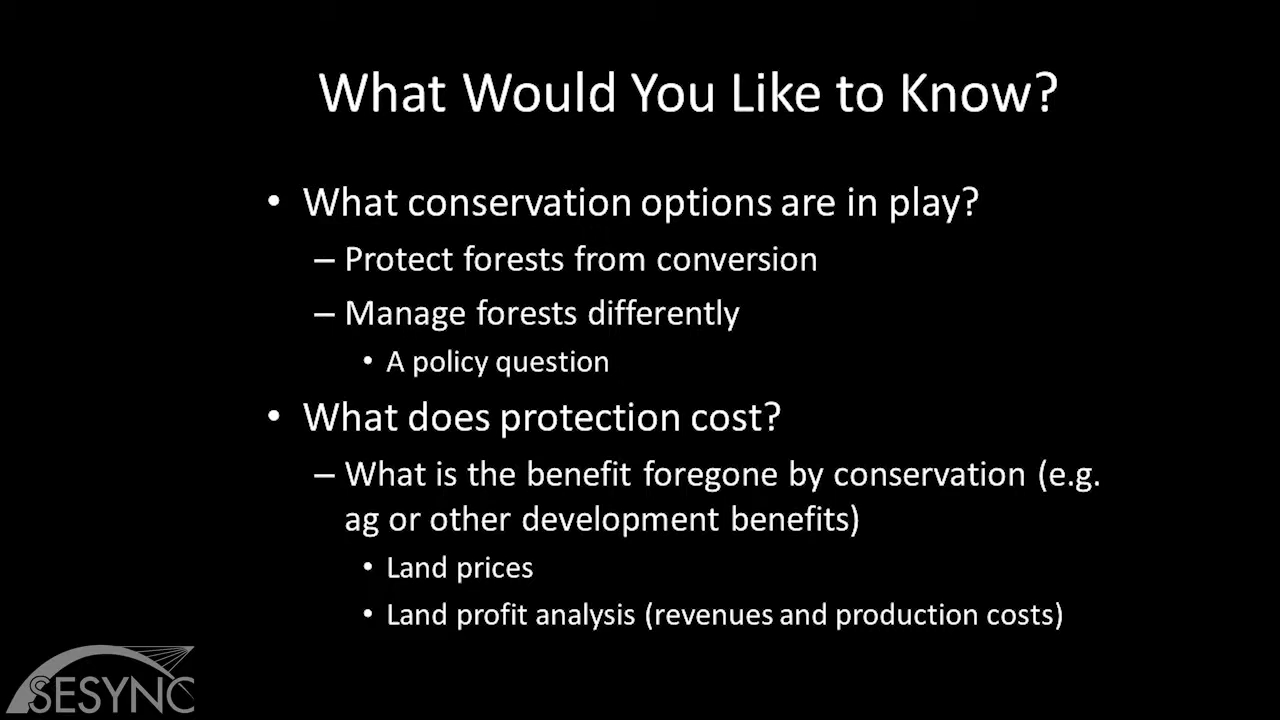 What Would You Like to Know?
• What conservation options are in play?
– Protect forests from conversion
– Manage forests differently
• A policy question
• What does protection cost?
– What is the benefit foregone by conservation (e.g.
ag or other development benefits)
• Land prices
• Land profit analysis (revenues and production costs)
SESYNC